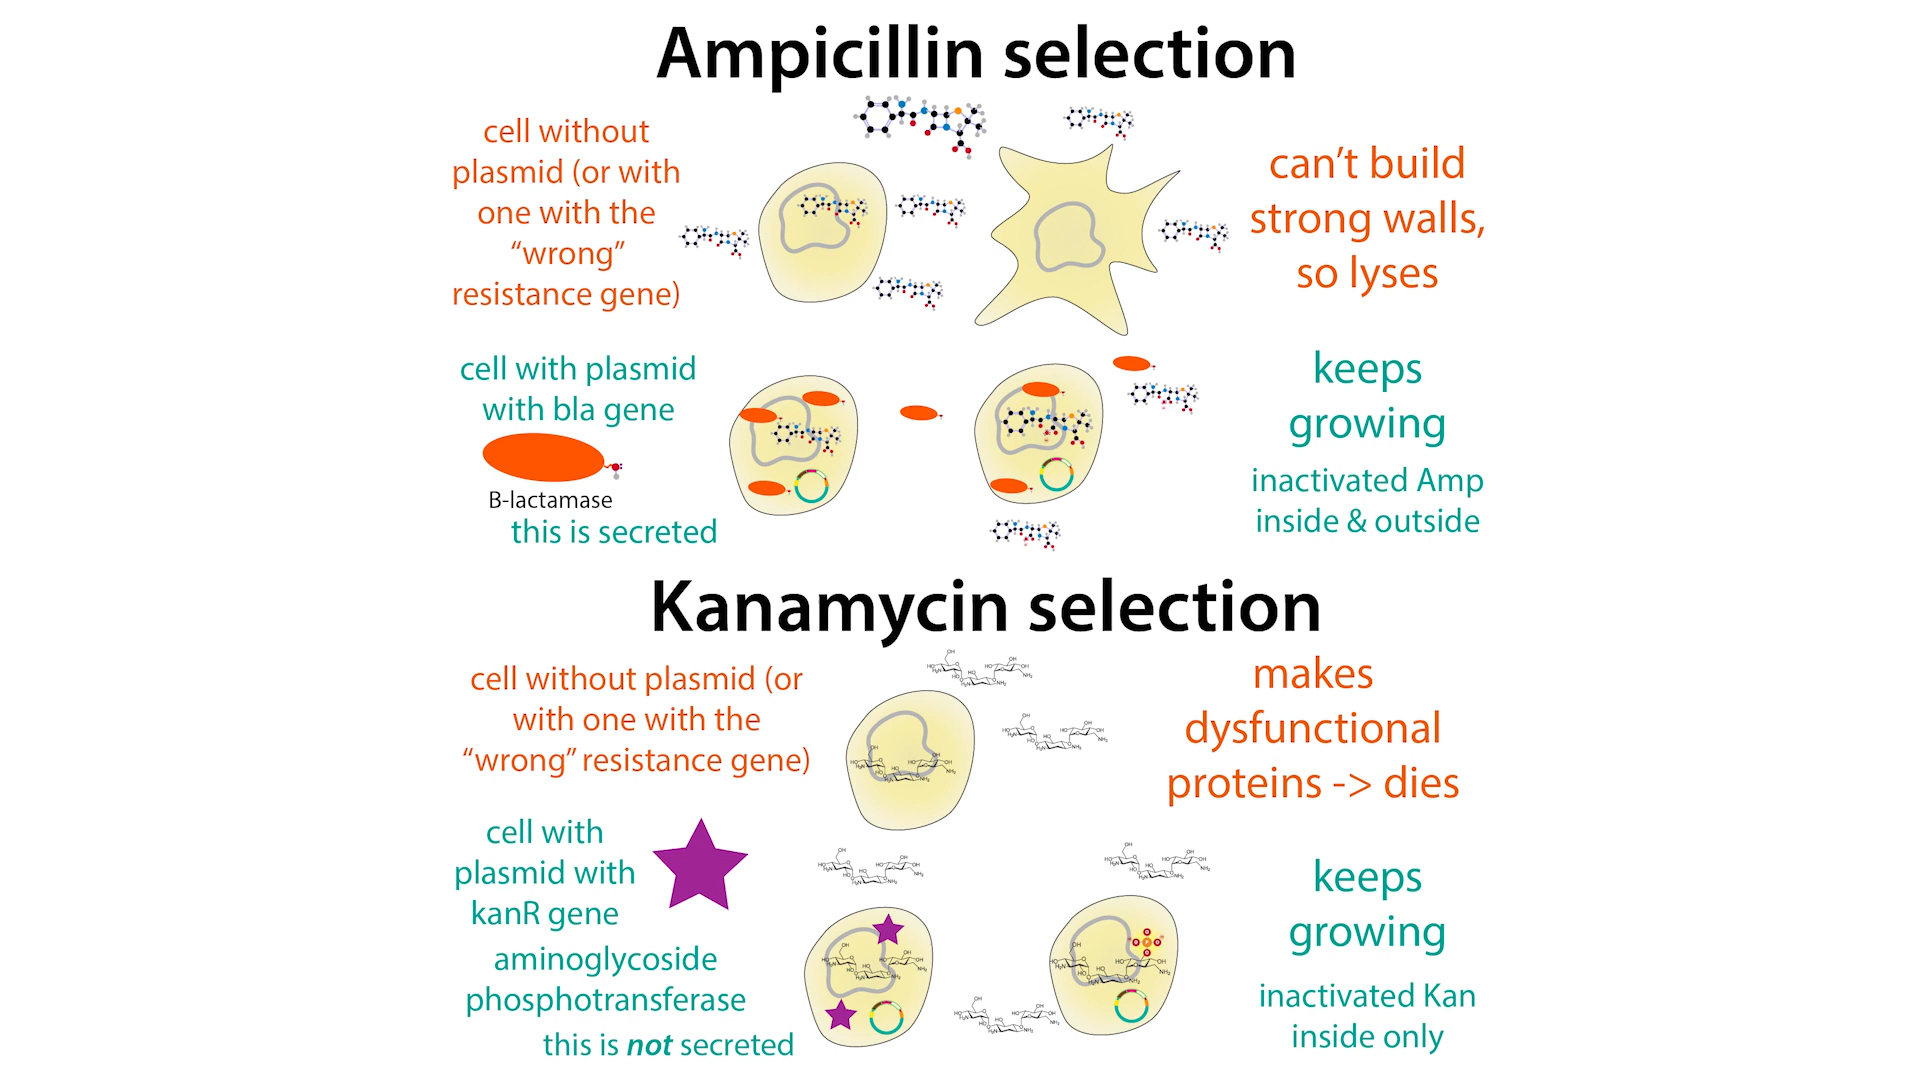 Ampicillin selection
cell without
plasmid (or with
one with the
“wrong”
resistance gene)
can’t build
strong walls,
so lyses
cell with plasmid
with bla gene
B-lactamase
this is secreted
keeps
growing
inactivated Amp
inside & outside
Kanamycin selection
cell without plasmid (or
with one with the
“wrong” resistance gene)
makes
dysfunctional
proteins -> dies
cell with
plasmid with
kanR gene
aminoglycoside
phosphotransferase
this is not secreted
keeps
growing
inactivated Kan
inside only